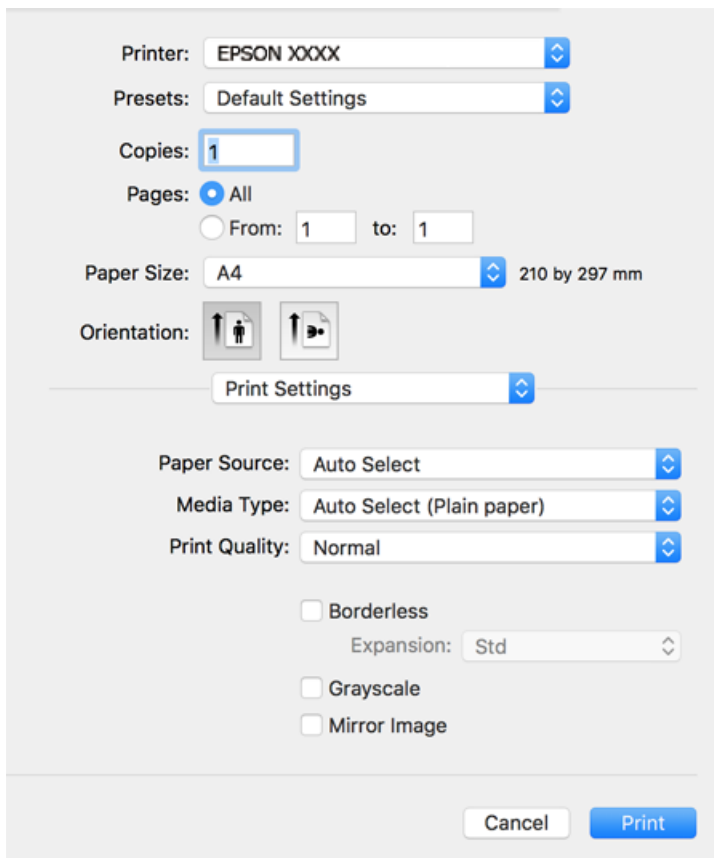 Printer: EPSON XXXX
Presets: Default Settings
Copies: 1
Pages: All
From: 1 to: 1
Paper Size: A4 210 by 297 mm
Orientation:
Print Settings
Paper Source: Auto Select
Media Type: Auto Select (Plain paper)
Print Quality: Normal
Borderless
Expansion: Std
Grayscale
Mirror Image
Cancel Print